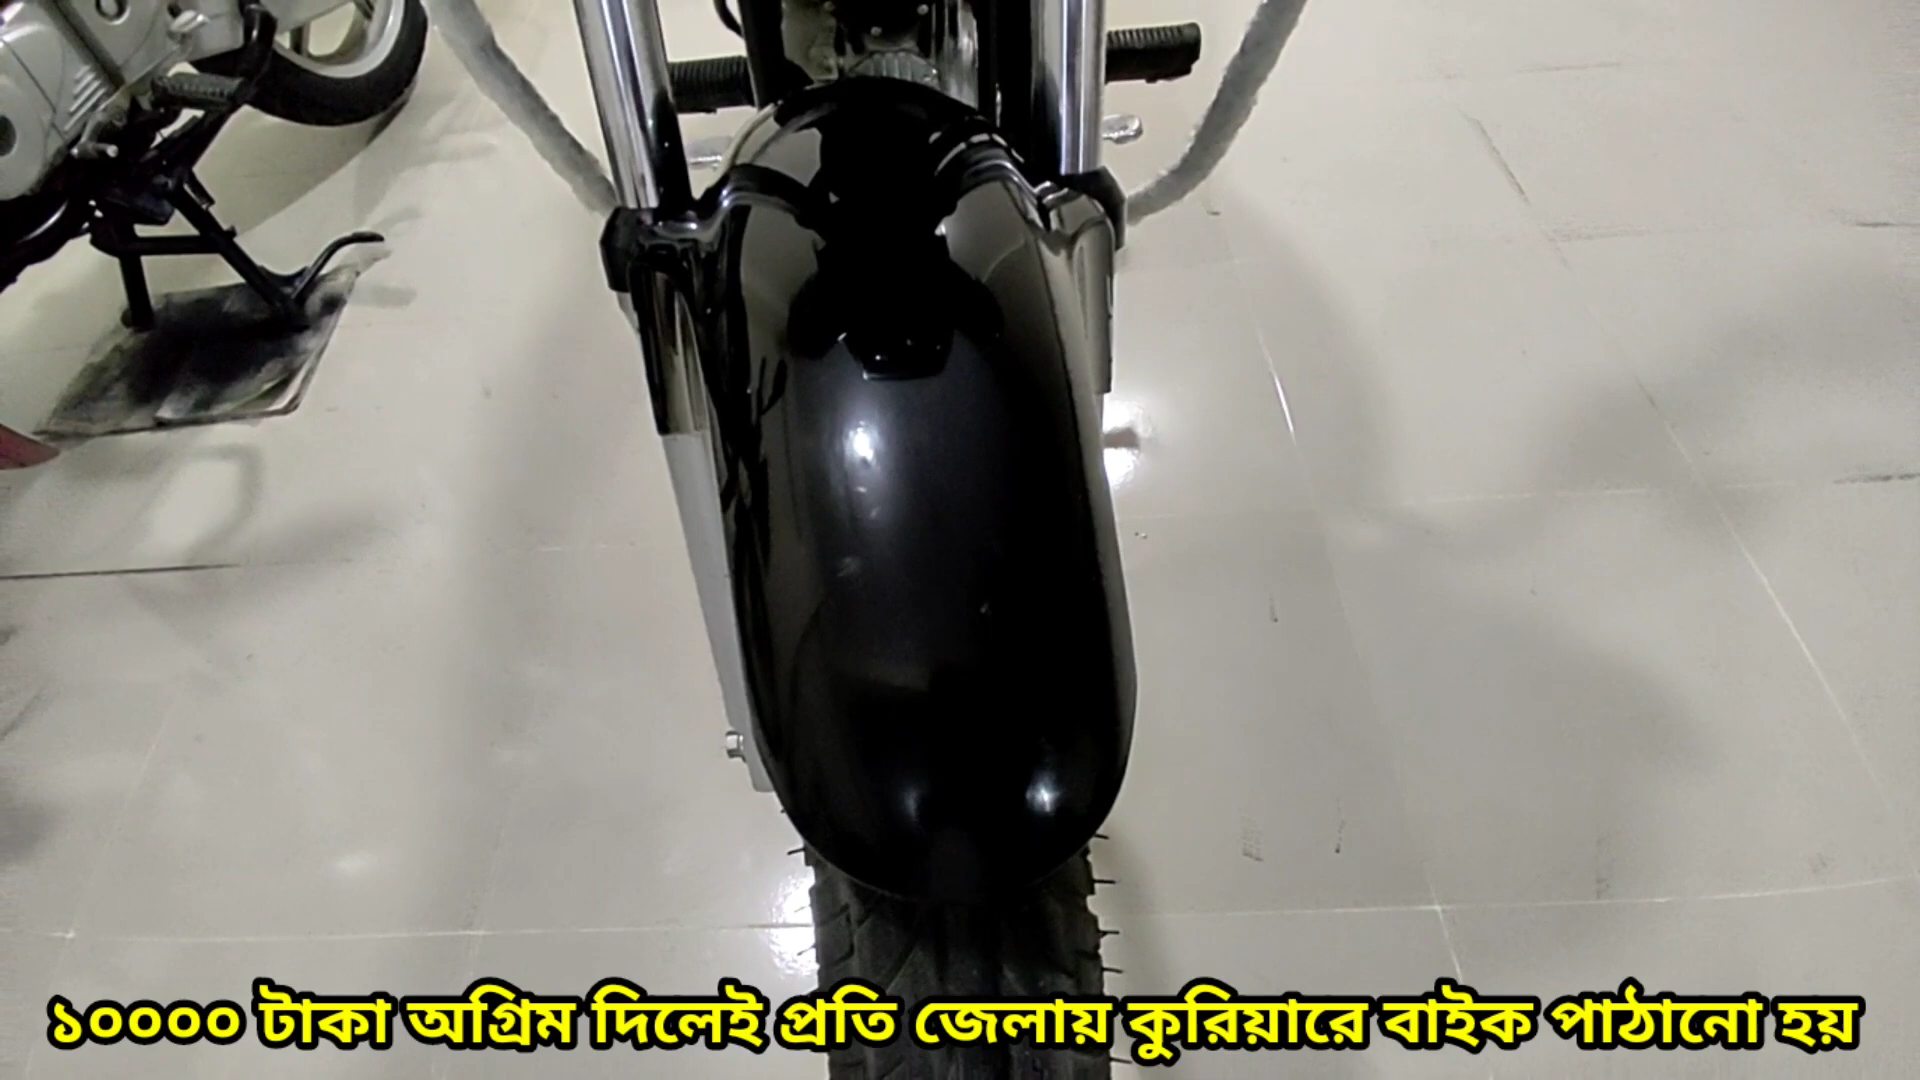 ১০০০০ টাকা অগ্রিম দিলেই প্রতি জেলায় কুরিয়ারে বাইক পাঠানো হয়